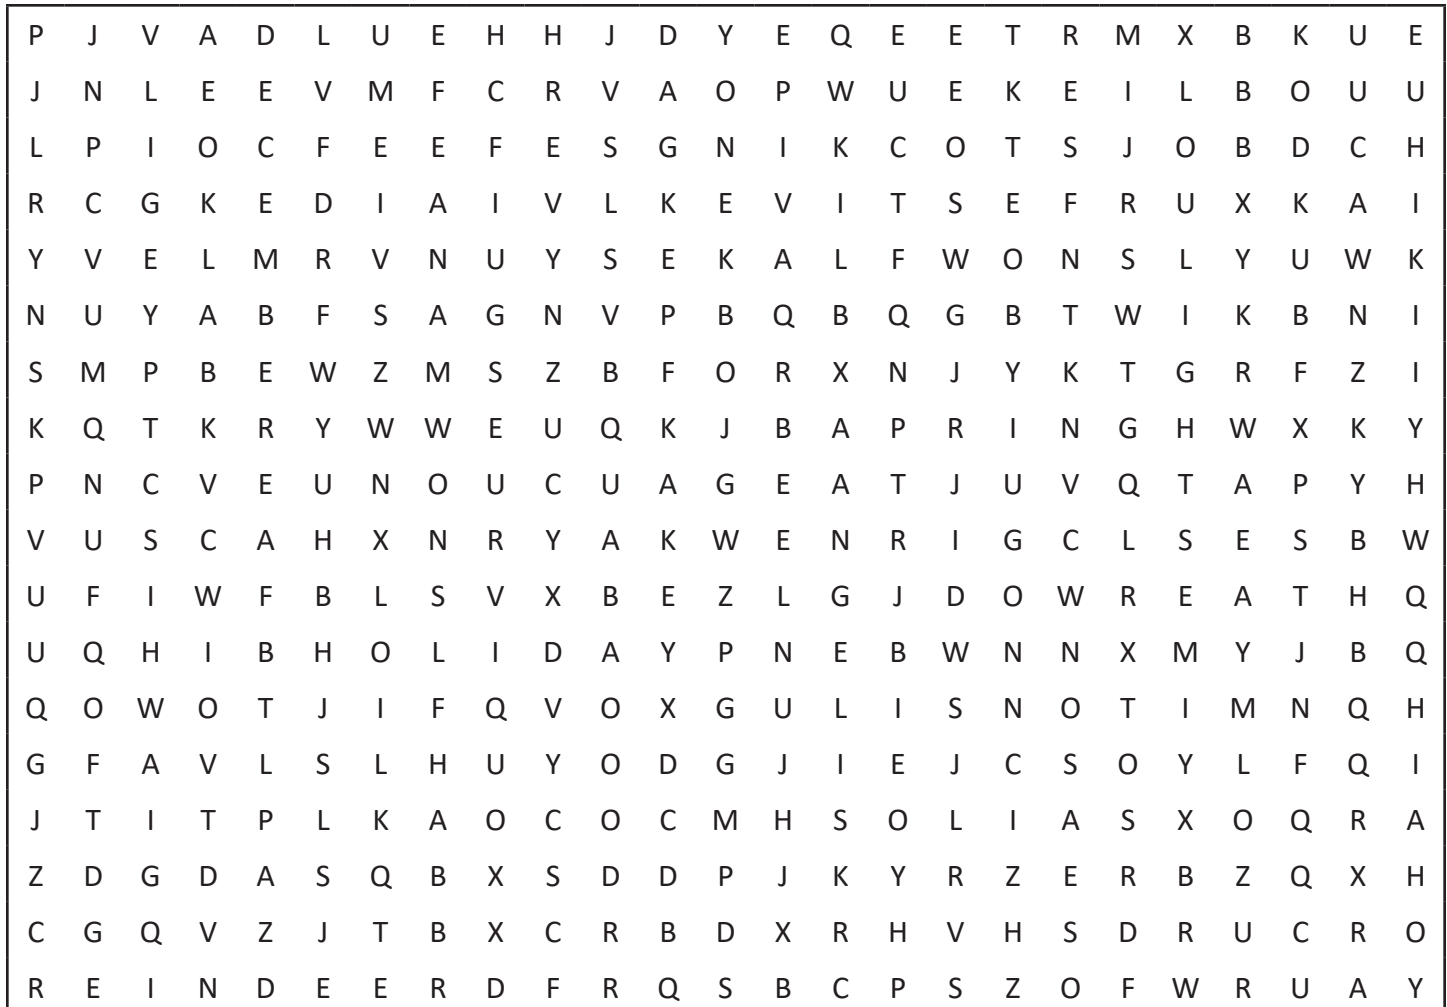 P J V A D L U E H H J D Y E Q E E T R M X B K U E
J N L E E V M F C R V A O P W U E K E I L B O U U
L P I O C F E E F E S G N I K C O T S J O B D C H
R C G K E D I A I V L K E V I T S E F R U X K A I
Y V E L M R V N U Y S E K A L F W O N S L Y U W K
N U Y A B F S A G N V P B Q B Q G B T W I K B N I
S M P B E W Z M S Z B F O R X N J Y K T G R F Z I
K Q T K R Y W W E U Q K J B A P R I N G H W X K Y
P N C V E U N O U C U A G E A T J U V Q T A P Y H
V U S C A H X N R Y A K W E N R I G C L S E S B W
U F I W F B L S V X B E Z L G J D O W R E A T H Q
U Q H I B H O L I D A Y P N E B W N N X M Y J B Q
Q O W O T J I F Q V O X G U L I S N O T I M N Q H
G F A V L S L H U Y O D G J I E J C S O Y L F Q I
J T I T P L K A O C O C M H S O L I A S X O Q R A
Z D G D A S Q B X S D D P J K Y R Z E R B Z Q X H
C G Q V Z J T B X C R B D X R H V H S D R U C R O
R E I N D E E R D F R Q S B C P S Z O F W R U A Y